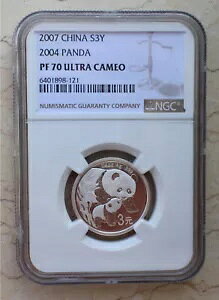 2007 CHINA S3Y
2004 PANDA
PF 70 ULTRA CAMEO
6401898-121
NUMISMATIC GUARANTY COMPANY
NGC
3元